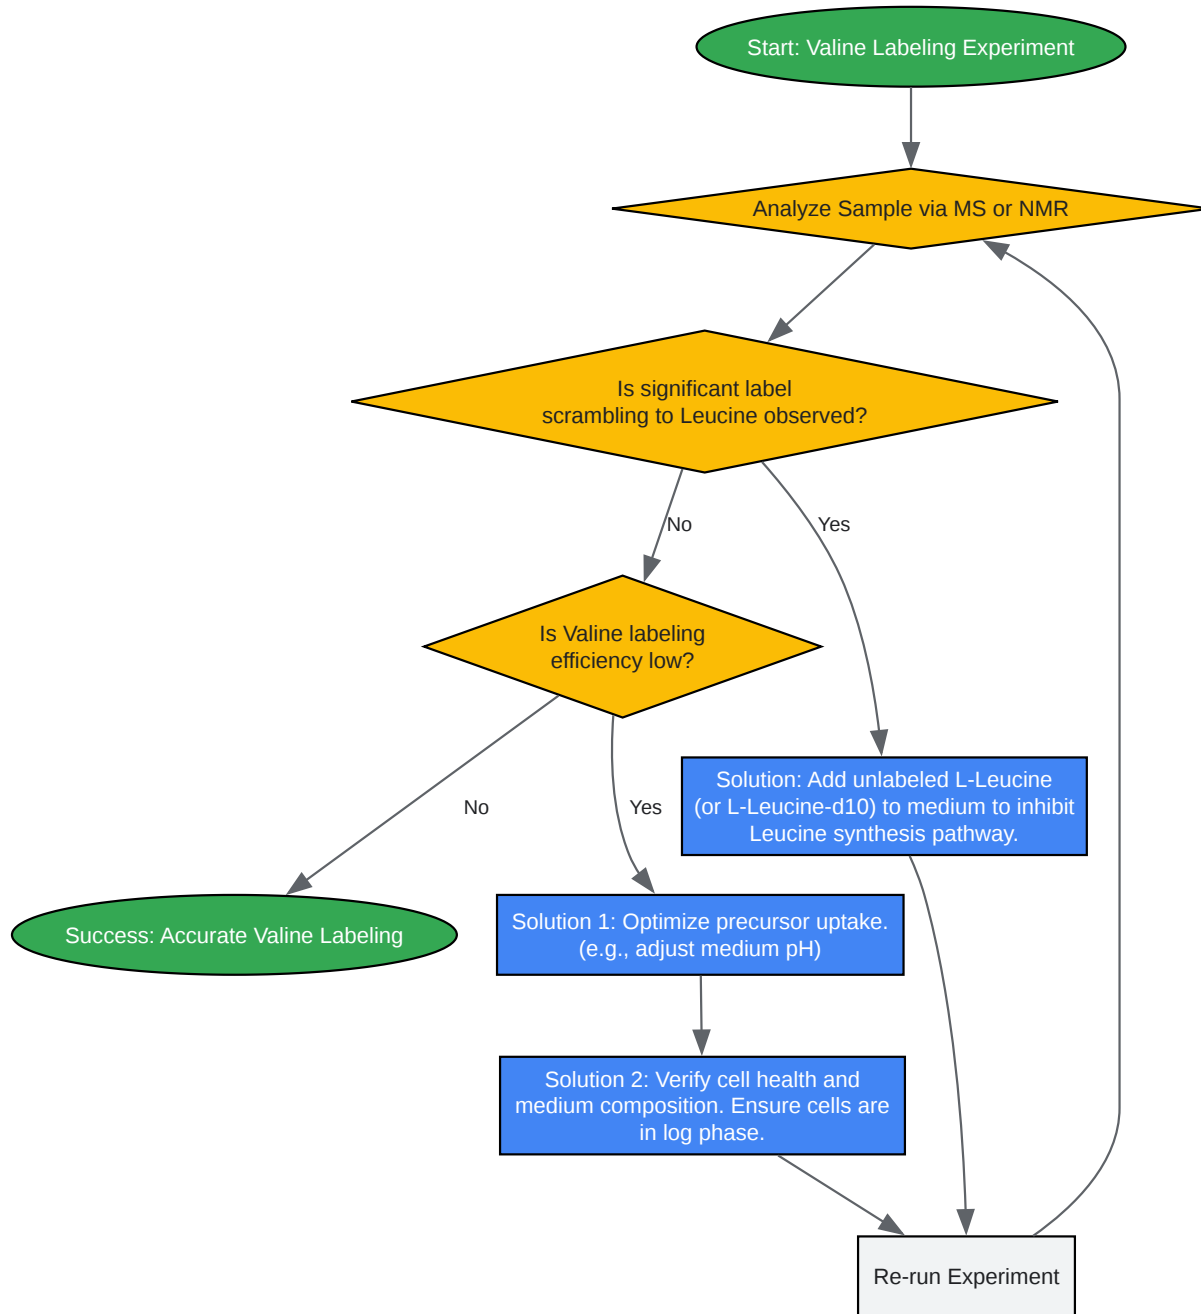 Start: Valine Labeling Experiment
Analyze Sample via MS or NMR
Is significant label
scrambling to Leucine observed?
No
Yes
Is Valine labeling
efficiency low?
No
Yes
Solution: Add unlabeled L-Leucine
(or L-Leucine-d10) to medium to inhibit
Leucine synthesis pathway.
Success: Accurate Valine Labeling
Solution 1: Optimize precursor uptake.
(e.g., adjust medium pH)
Solution 2: Verify cell health and
medium composition. Ensure cells are
in log phase.
Re-run Experiment